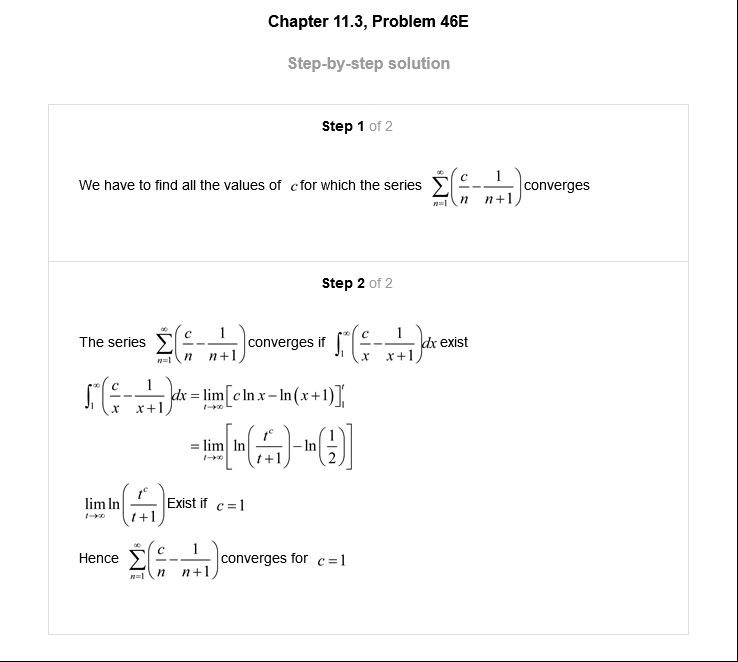 Chapter 11.3, Problem 46E
Step-by-step solution
Step 1 of 2
We have to find all the values of c for which the series $\sum_{n=1}^{\infty}\left(\frac{c}{n}-\frac{1}{n+1}\right)$ converges
Step 2 of 2
The series $\sum_{n=1}^{\infty}\left(\frac{c}{n}-\frac{1}{n+1}\right)$ converges if $\int_{1}^{\infty}\left(\frac{c}{x}-\frac{1}{x+1}\right)dx$ exist
$\int_{1}^{\infty}\left(\frac{c}{x}-\frac{1}{x+1}\right)dx = \lim_{t\to\infty}\left[c\ln x-\ln(x+1)\right]_{1}^{t}$
$= \lim_{t\to\infty}\left[\ln\left(\frac{t^{c}}{t+1}\right)-\ln\left(\frac{1}{2}\right)\right]$
$\lim_{t\to\infty}\ln\left(\frac{t^{c}}{t+1}\right)$ Exist if $c=1$
Hence $\sum_{n=1}^{\infty}\left(\frac{c}{n}-\frac{1}{n+1}\right)$ converges for $c=1$